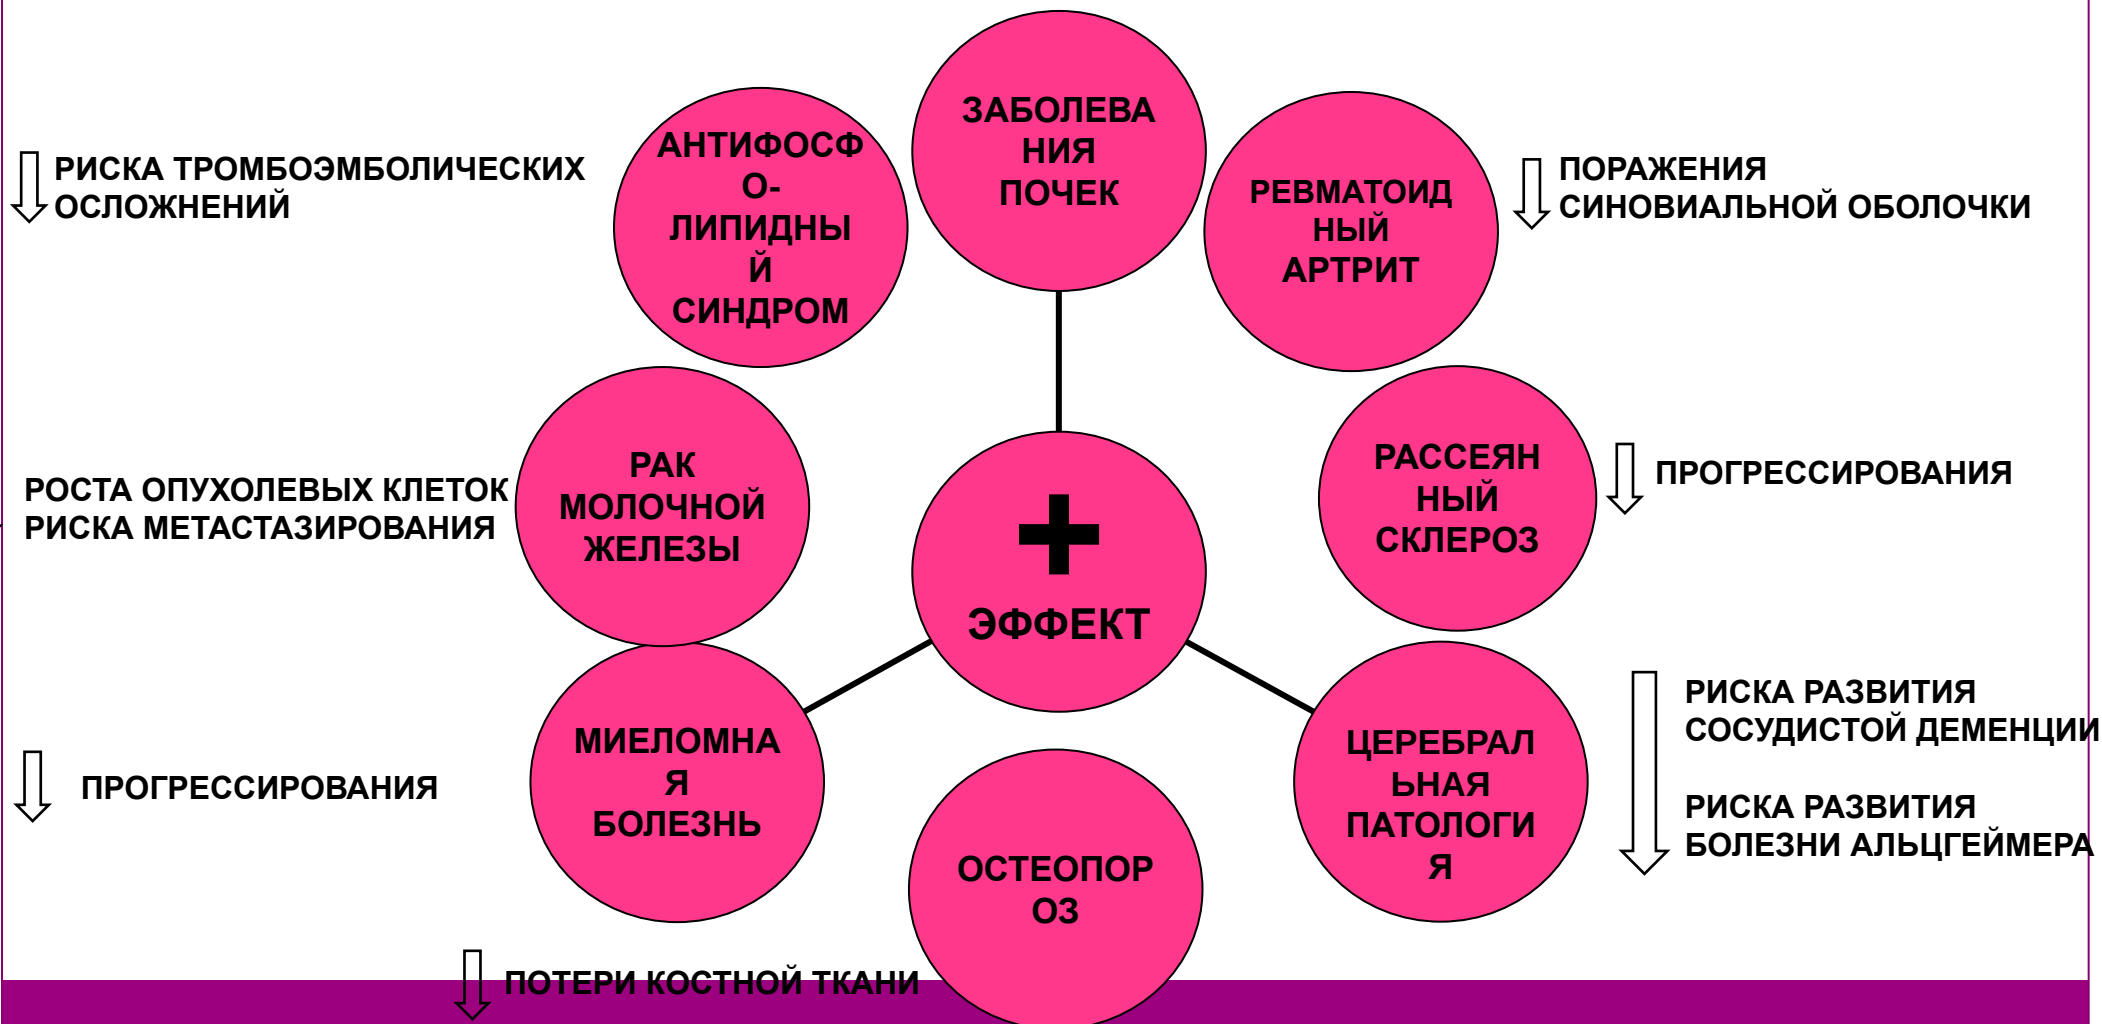 ЗАБОЛЕВА
НИЯ
ПОЧЕК
АНТИФОСФ
О-
ЛИПИДНЫ
Й
СИНДРОМ
РЕВМАТОИД
НЫЙ
АРТРИТ
РИСКА ТРОМБОЭМБОЛИЧЕСКИХ
ОСЛОЖНЕНИЙ
ПОРАЖЕНИЯ
СИНОВИАЛЬНОЙ ОБОЛОЧКИ
РОСТА ОПУХОЛЕВЫХ КЛЕТОК
РИСКА МЕТАСТАЗИРОВАНИЯ
РАК
МОЛОЧНОЙ
ЖЕЛЕЗЫ
+
ЭФФЕКТ
РАССЕЯН
НЫЙ
СКЛЕРОЗ
ПРОГРЕССИРОВАНИЯ
ПРОГРЕССИРОВАНИЯ
МИЕЛОМНА
Я
БОЛЕЗНЬ
ЦЕРЕБРАЛ
ЬНАЯ
ПАТОЛОГИ
Я
РИСКА РАЗВИТИЯ
СОСУДИСТОЙ ДЕМЕНЦИИ
РИСКА РАЗВИТИЯ
БОЛЕЗНИ АЛЬЦГЕЙМЕРА
ОСТЕОПОР
ОЗ
ПОТЕРИ КОСТНОЙ ТКАНИ